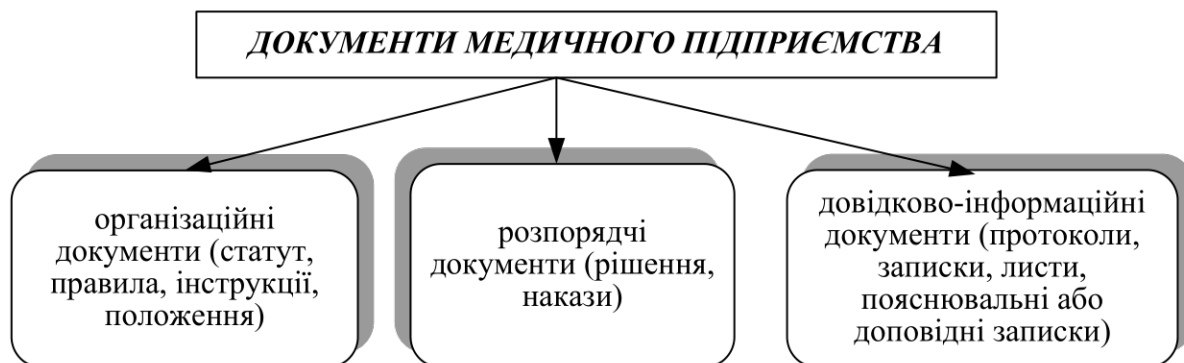 ДОКУМЕНТИ МЕДИЧНОГО ПІДПРИЄМСТВА
організаційні
документи (статут,
правила, інструкції,
положення)
розпорядчі
документи (рішення,
накази)
довідково-інформаційні
документи (протоколи,
записки, листи,
пояснювальні або
доповідні записки)